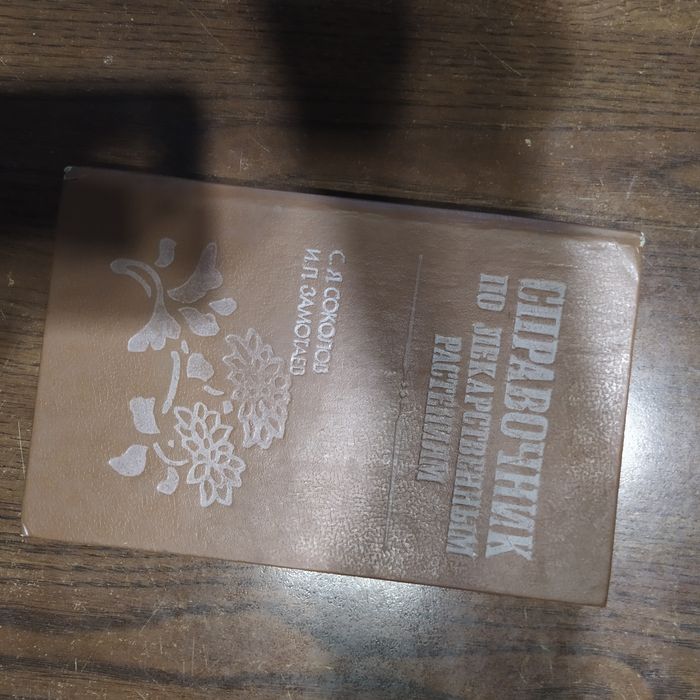 С. Я. СОКОЛОВ
И. П. ЗАМОТАЕВ
СПРАВОЧНИК
ПО ЛЕКАРСТВЕННЫМ
РАСТЕНИЯМ